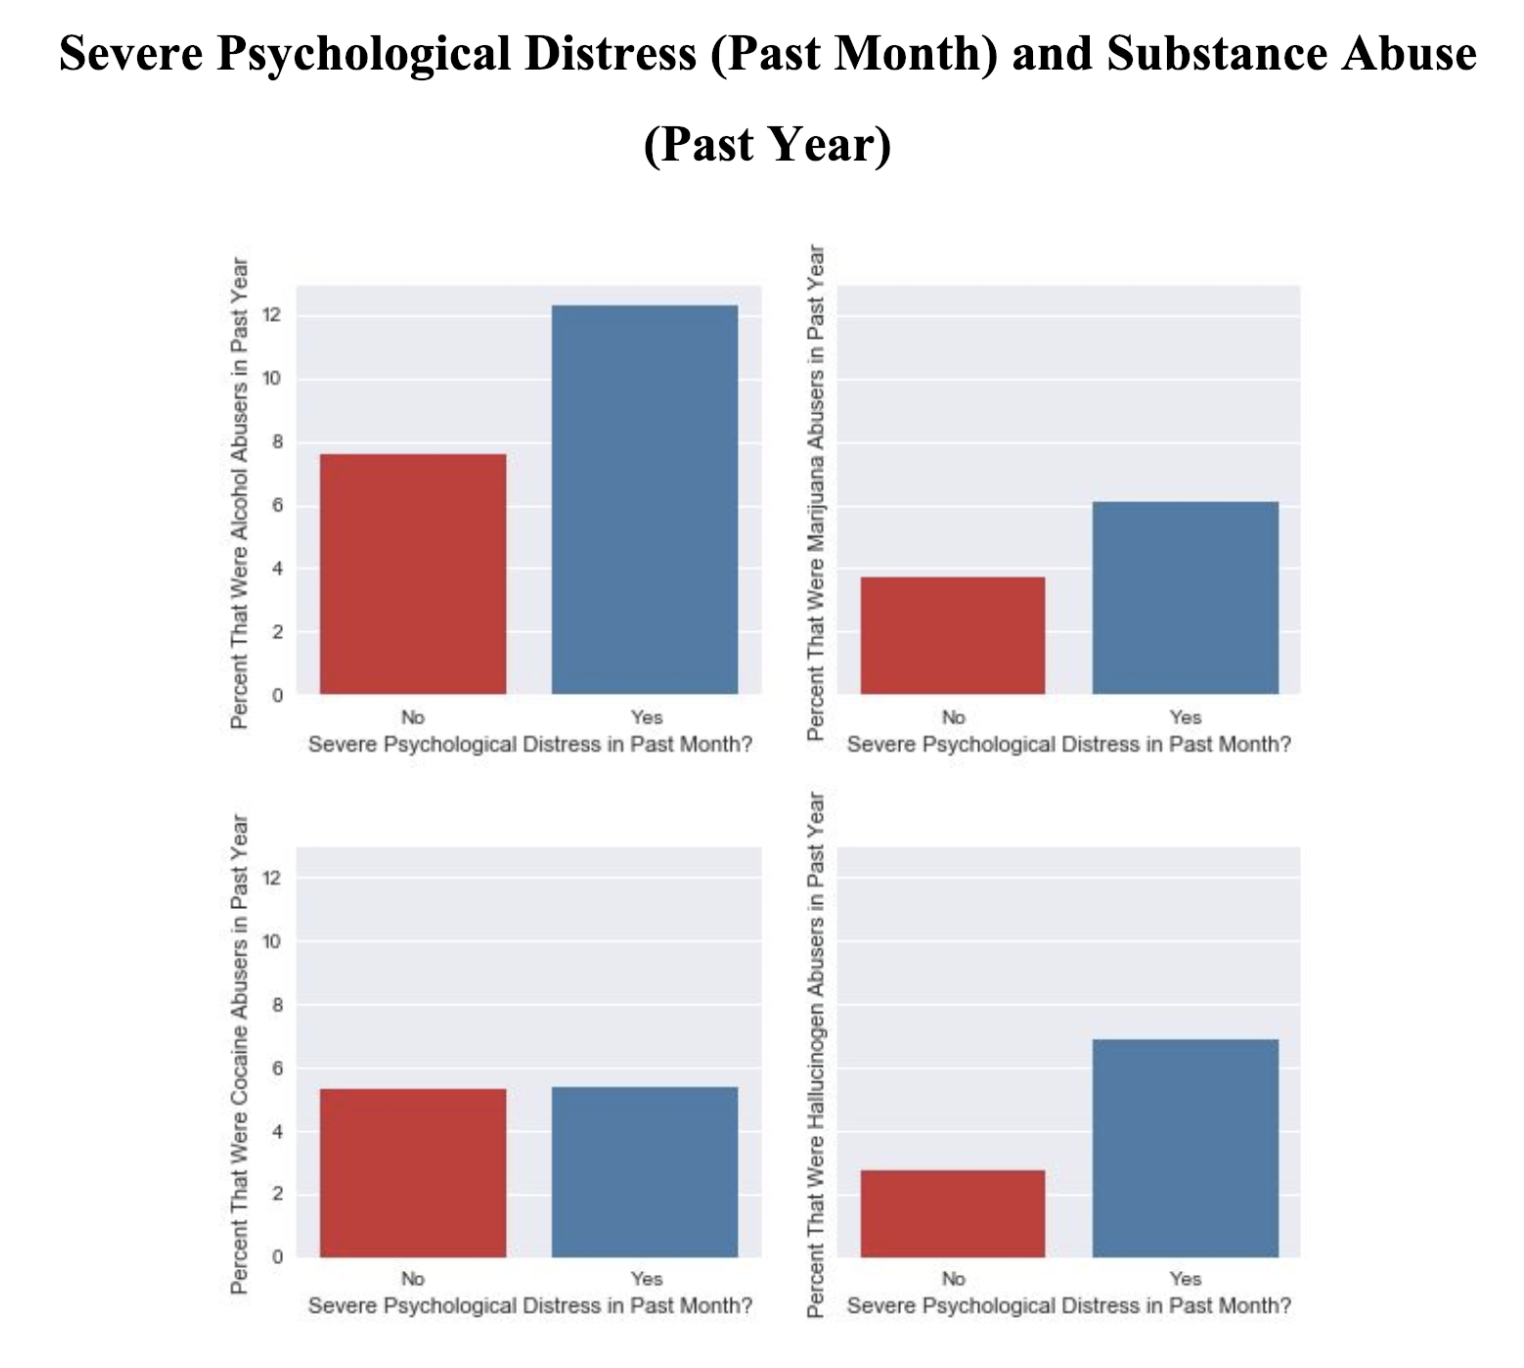 Severe Psychological Distress (Past Month) and Substance Abuse
(Past Year)
Percent That Were Alcohol Abusers in Past Year
12
10
8
6
4
2
0
No
Yes
Severe Psychological Distress in Past Month?
Percent That Were Marijuana Abusers in Past Year
No
Yes
Severe Psychological Distress in Past Month?
Percent That Were Cocaine Abusers in Past Year
12
10
8
6
4
2
0
No
Yes
Severe Psychological Distress in Past Month?
Percent That Were Hallucinogen Abusers in Past Year
No
Yes
Severe Psychological Distress in Past Month?